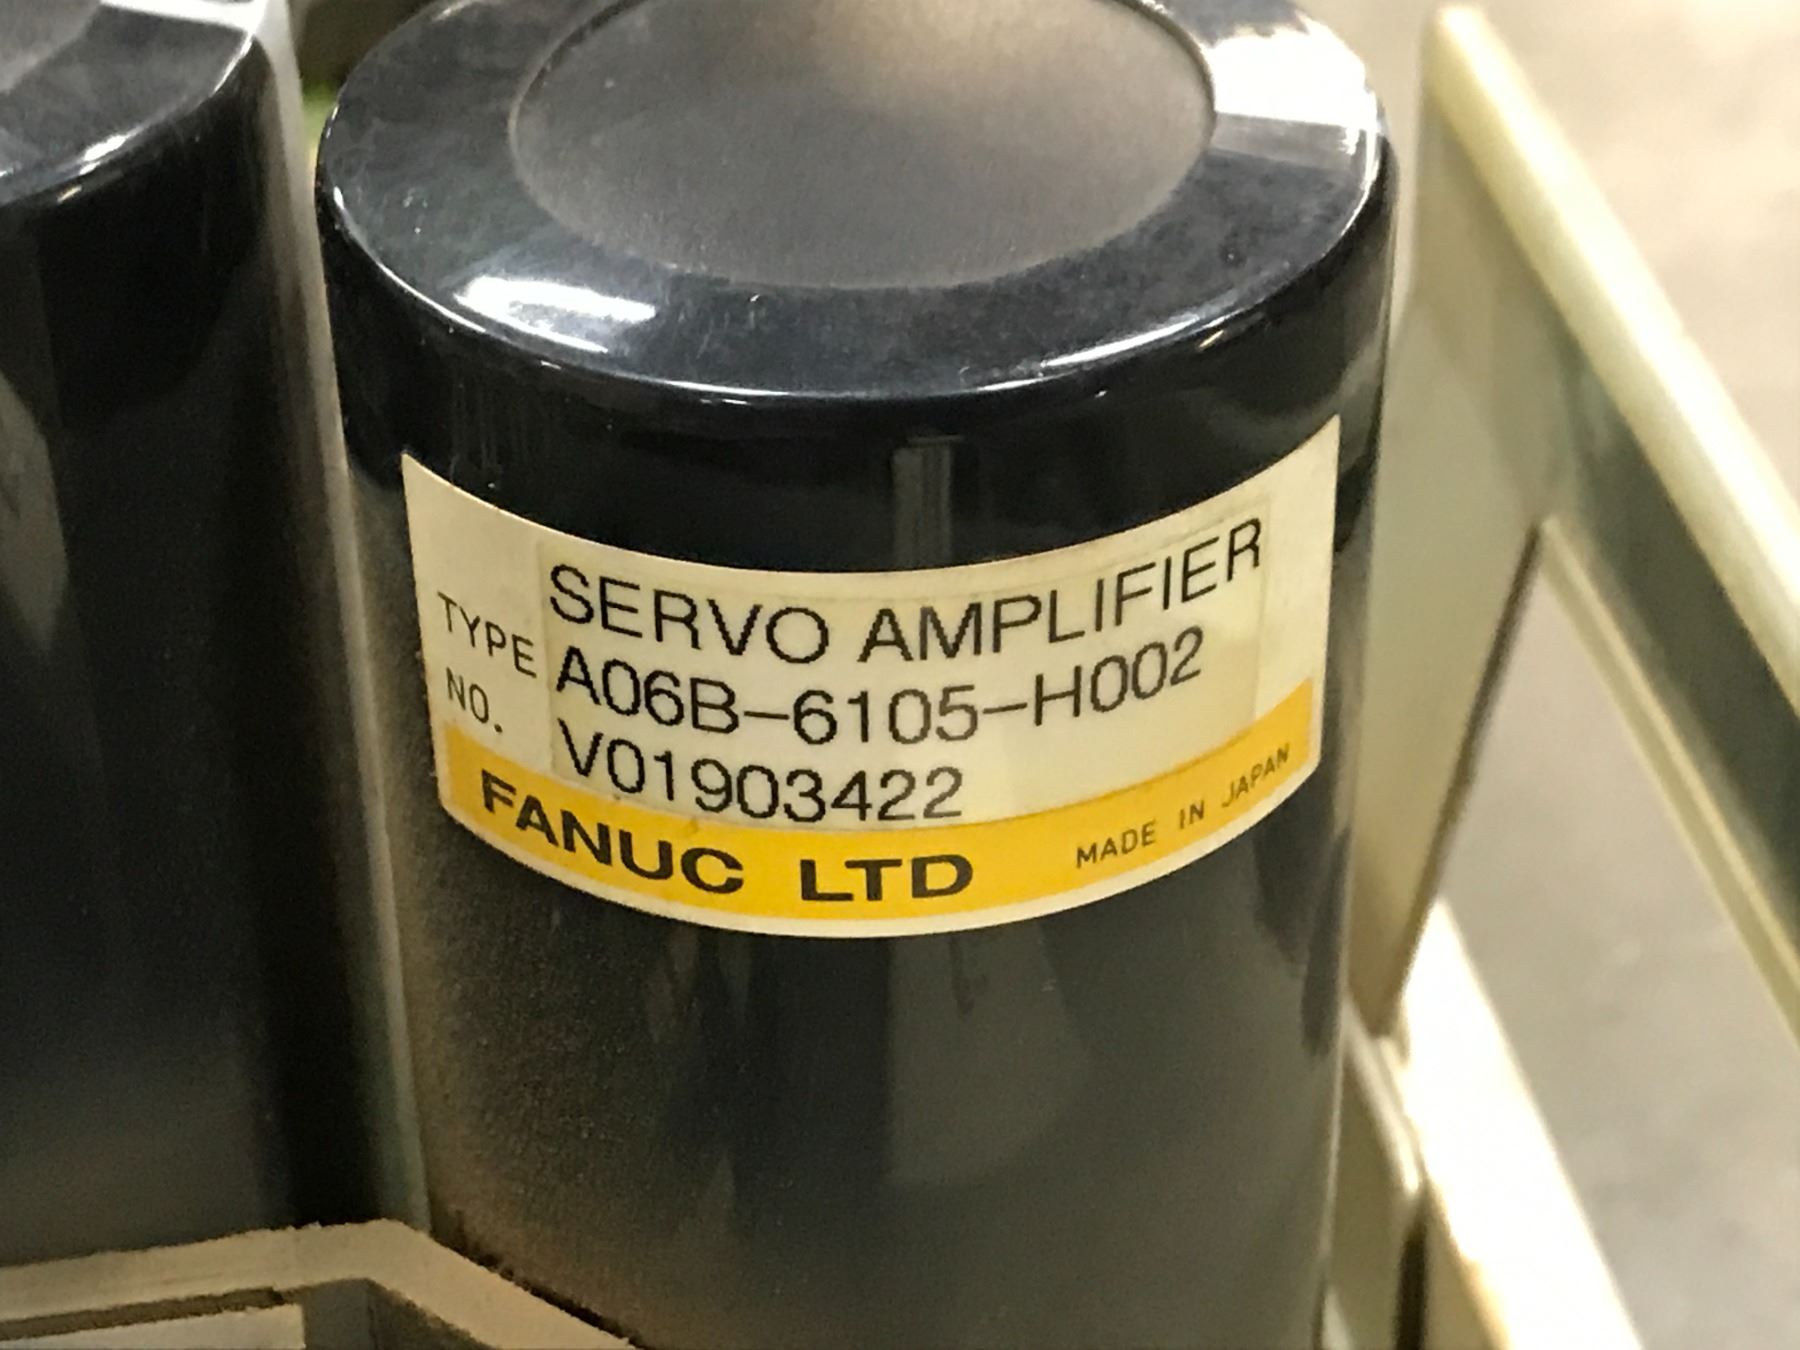 SERVO AMPLIFIER
TYPE A06B-6105-H002
NO. V01903422
FANUC LTD MADE IN JAPAN